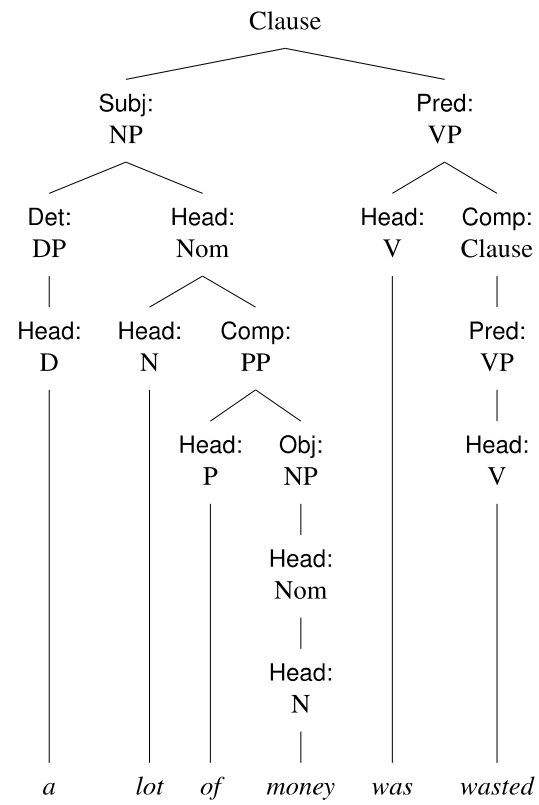 Clause
Subj: Pred:
NP VP
Det: Head: Head: Comp:
DP Nom V Clause
Head: Head: Comp: Pred:
D N PP VP
Head: Obj: Head:
P NP V
Head:
Nom
Head:
N
a lot of money was wasted